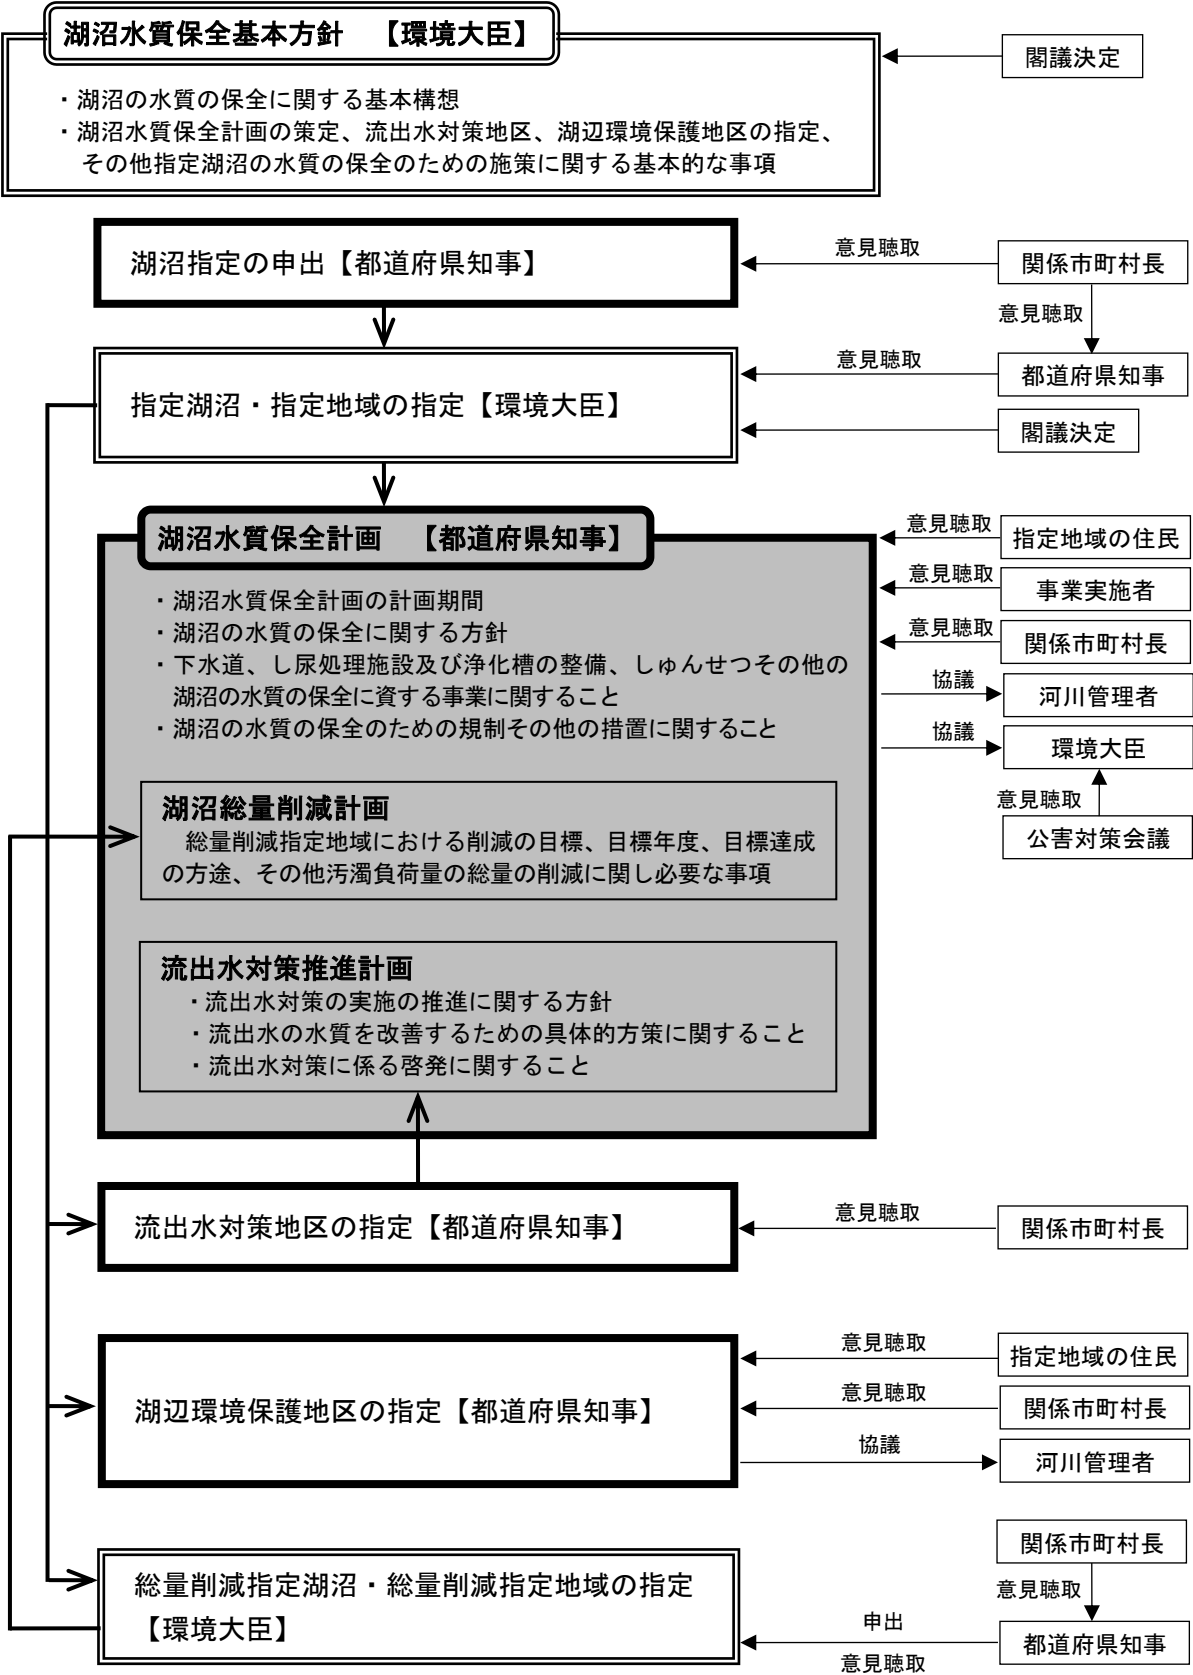 湖沼水質保全基本方針　【環境大臣】
閣議決定
・湖沼の水質の保全に関する基本構想
・湖沼水質保全計画の策定、流出水対策地区、湖辺環境保護地区の指定、
その他指定湖沼の水質の保全のための施策に関する基本的な事項
湖沼指定の申出【都道府県知事】
意見聴取
関係市町村長
意見聴取
指定湖沼・指定地域の指定【環境大臣】
意見聴取
都道府県知事
閣議決定
湖沼水質保全計画　【都道府県知事】
意見聴取
指定地域の住民
意見聴取
事業実施者
意見聴取
関係市町村長
協議
河川管理者
協議
環境大臣
意見聴取
公害対策会議
・湖沼水質保全計画の計画期間
・湖沼の水質の保全に関する方針
・下水道、し尿処理施設及び浄化槽の整備、しゅんせつその他の
湖沼の水質の保全に資する事業に関すること
・湖沼の水質の保全のための規制その他の措置に関すること
湖沼総量削減計画
総量削減指定地域における削減の目標、目標年度、目標達成
の方途、その他汚濁負荷量の総量の削減に関し必要な事項
流出水対策推進計画
・流出水対策の実施の推進に関する方針
・流出水の水質を改善するための具体的方策に関すること
・流出水対策に係る啓発に関すること
流出水対策地区の指定【都道府県知事】
意見聴取
関係市町村長
湖辺環境保護地区の指定【都道府県知事】
意見聴取
指定地域の住民
意見聴取
関係市町村長
協議
河川管理者
総量削減指定湖沼・総量削減指定地域の指定
【環境大臣】
関係市町村長
意見聴取
申出
都道府県知事
意見聴取